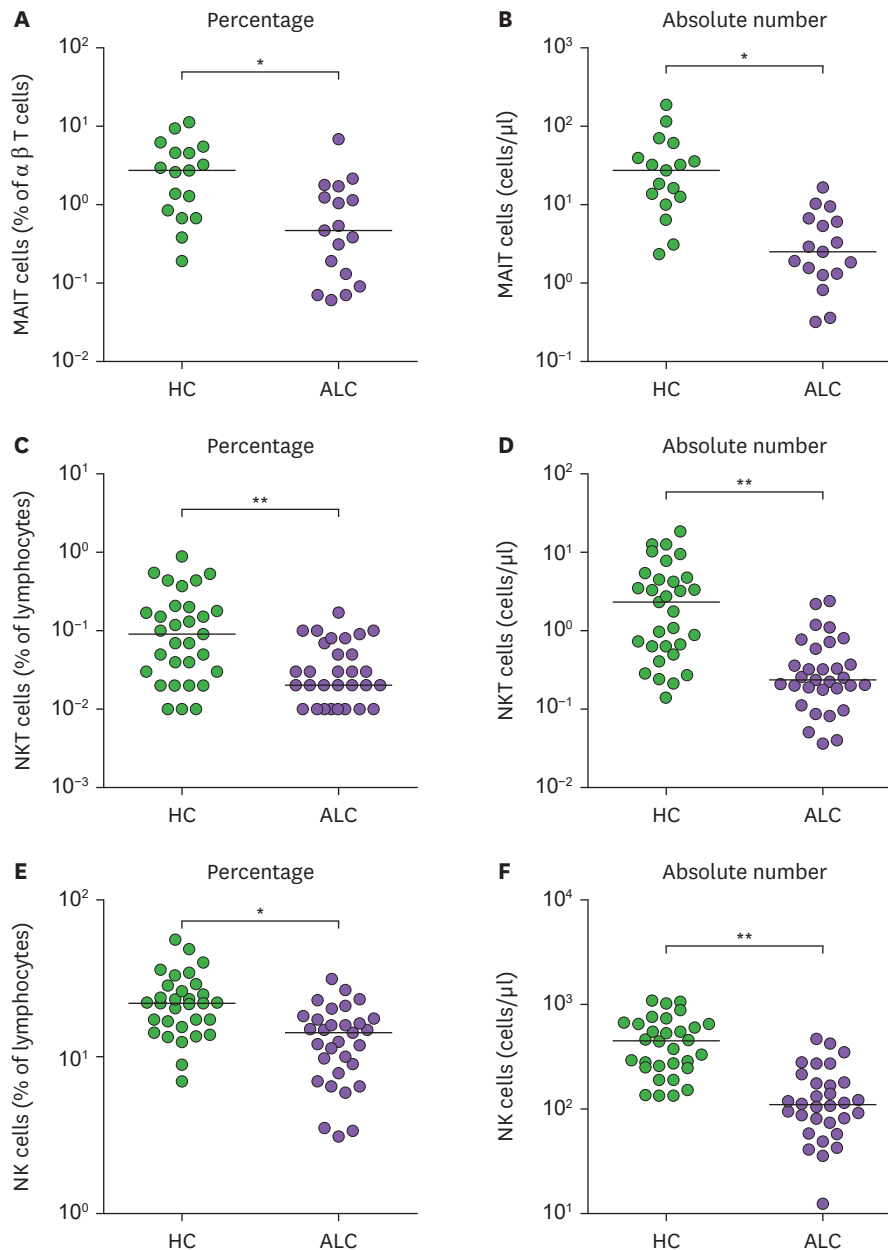 A Percentage
MAIT cells (% of α β T cells)
10² 
10¹
10⁰
10⁻¹
10⁻²
*
HC ALC
B Absolute number
MAIT cells (cells/µl)
10³
10²
10¹
10⁰
10⁻¹
*
HC ALC
C Percentage
NKT cells (% of lymphocytes)
10¹
10⁰
10⁻¹
10⁻²
10⁻³
**
HC ALC
D Absolute number
NKT cells (cells/µl)
10²
10¹
10⁰
10⁻¹
10⁻²
**
HC ALC
E Percentage
NK cells (% of lymphocytes)
10²
10¹
10⁰
*
HC ALC
F Absolute number
NK cells (cells/µl)
10⁴
10³
10²
10¹
**
HC ALC